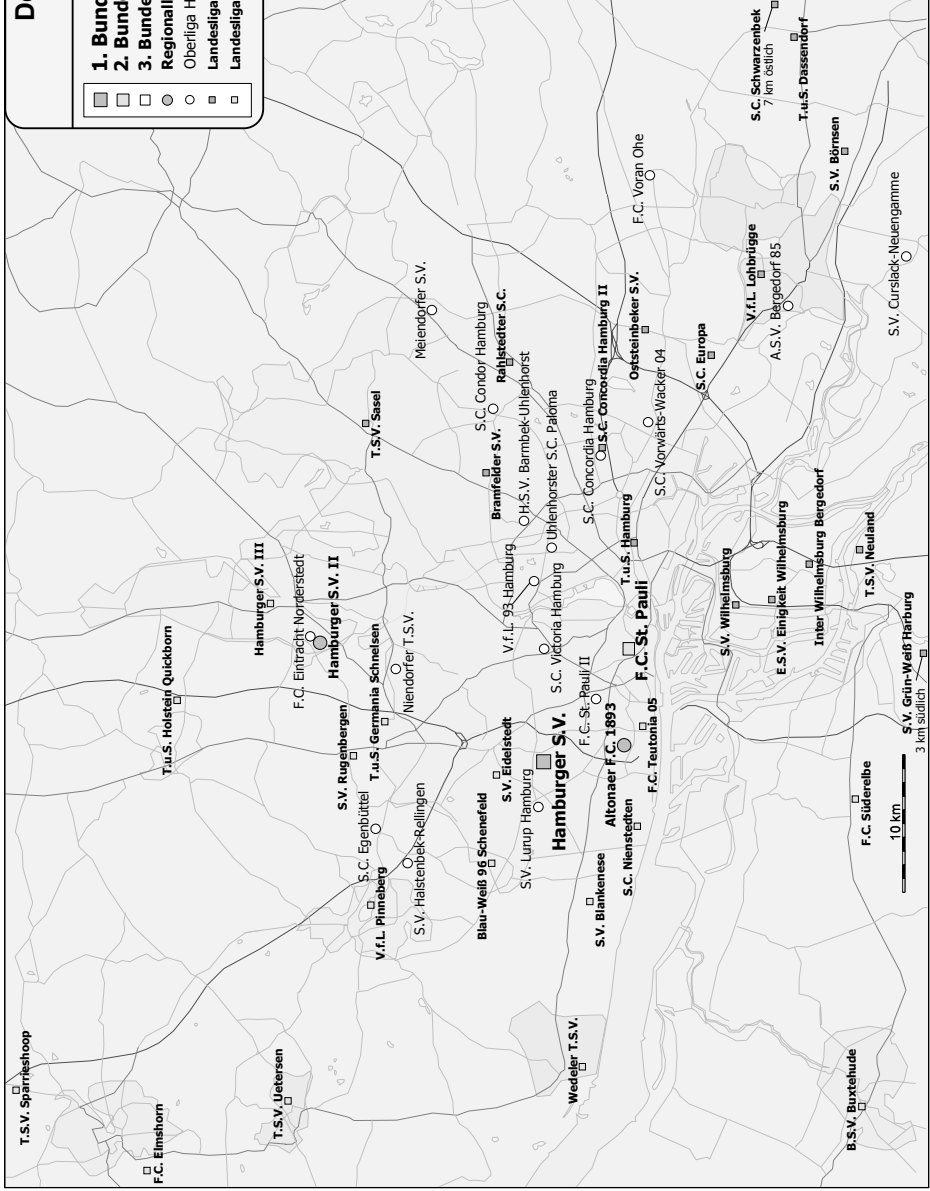 De
1. Bund
2. Bunde
3. Bunde
Regionalli
Oberliga H
Landesliga
Landesliga
T.S.V. Sparrieshoop
F.C. Elmshorn
T.u.S. Holstein Quickborn
Hamburger S.V. III
T.S.V. Uetersen
F.C. Eintracht Norderstedt
Hamburger S.V. II
S.V. Rugenbergen
S.C. Egenbüttel
T.u.S. Germania Schnelsen
T.S.V. Sasel
V.f.L. Pinneberg
Niendorfer T.S.V.
Meiendorfer S.V.
S.V. Halstenbek-Rellingen
S.C. Condor Hamburg
Blau-Weiß 96 Schenefeld
Bramfelder S.V.
Rahlstedter S.C.
S.V. Eidelstedt
V.f.L. 93 Hamburg
H.S.V. Barmbek-Uhlenhorst
S.V. Lurup Hamburg
Uhlenhorster S.C. Paloma
S.C. Victoria Hamburg
Hamburger S.V.
Wedeler T.S.V.
F.C. St. Pauli II
S.C. Concordia Hamburg
S.V. Blankenese
S.C. Concordia Hamburg II
Altonaer F.C. 1893
S.C. Nienstedten
T.u.S. Hamburg
Oststeinbeker S.V.
F.C. Voran Ohe
F.C. St. Pauli
F.C. Teutonia 05
S.C. Vorwärts-Wacker 04
S.C. Europa
S.V. Wilhelmsburg
V.f.L. Lohbrügge
S.C. Schwarzenbek
7 km östlich
A.S.V. Bergedorf 85
E.S.V. Einigkeit Wilhelmsburg
T.u.S. Dassendorf
Inter Wilhelmsburg Bergedorf
S.V. Börnsen
B.S.V. Buxtehude
F.C. Süderelbe
T.S.V. Neuland
S.V. Curslack-Neuengamme
10 km
S.V. Grün-Weiß Harburg
3 km südlich